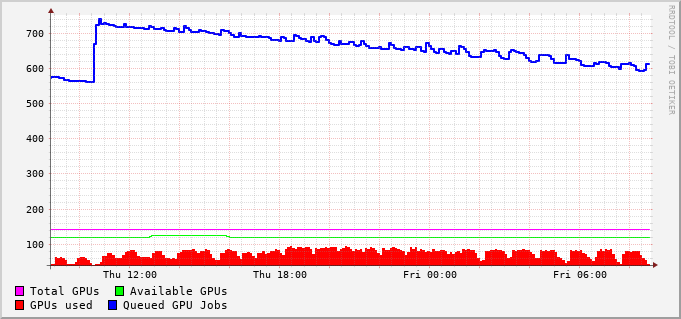 700
600
500
400
300
200
100
Thu 12:00 Thu 18:00 Fri 00:00 Fri 06:00
Total GPUs Available GPUs
GPUs used Queued GPU Jobs
RRDTOOL / TOBI OETIKER